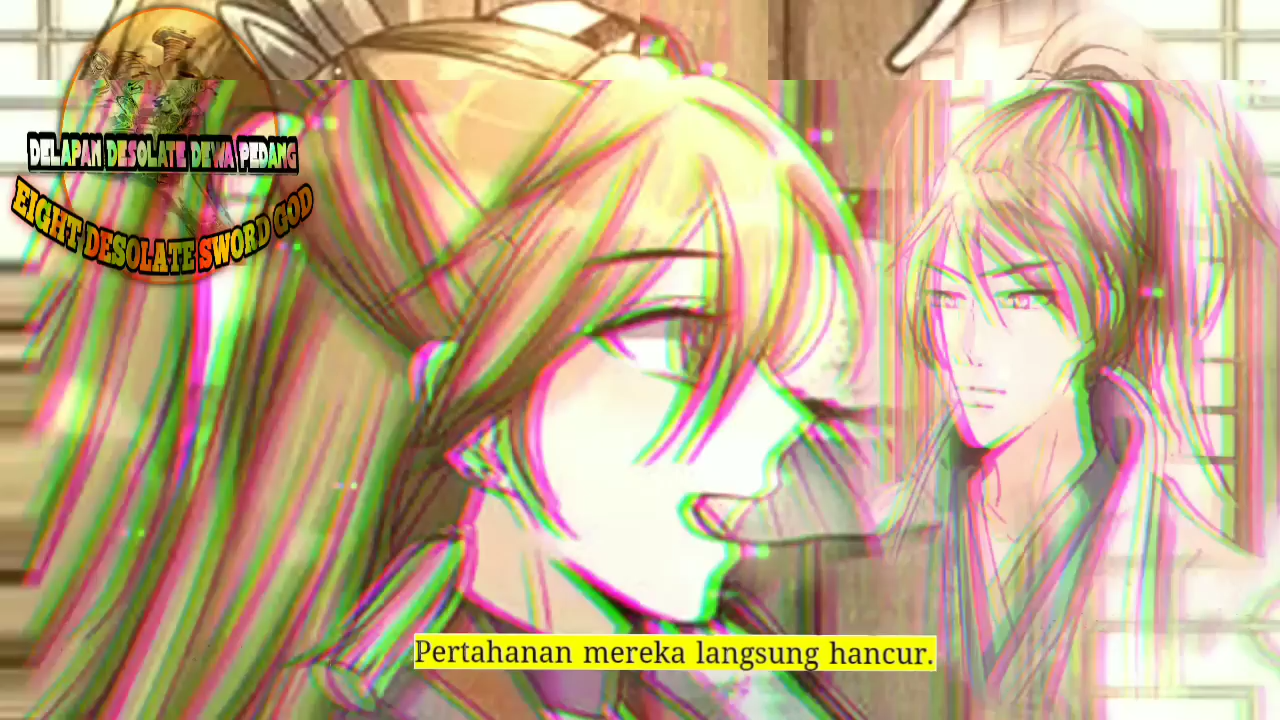 DELAPAN DESOLATE DEWA PEDANG
EIGHT DESOLATE SWORD GOD
Pertahanan mereka langsung hancur.